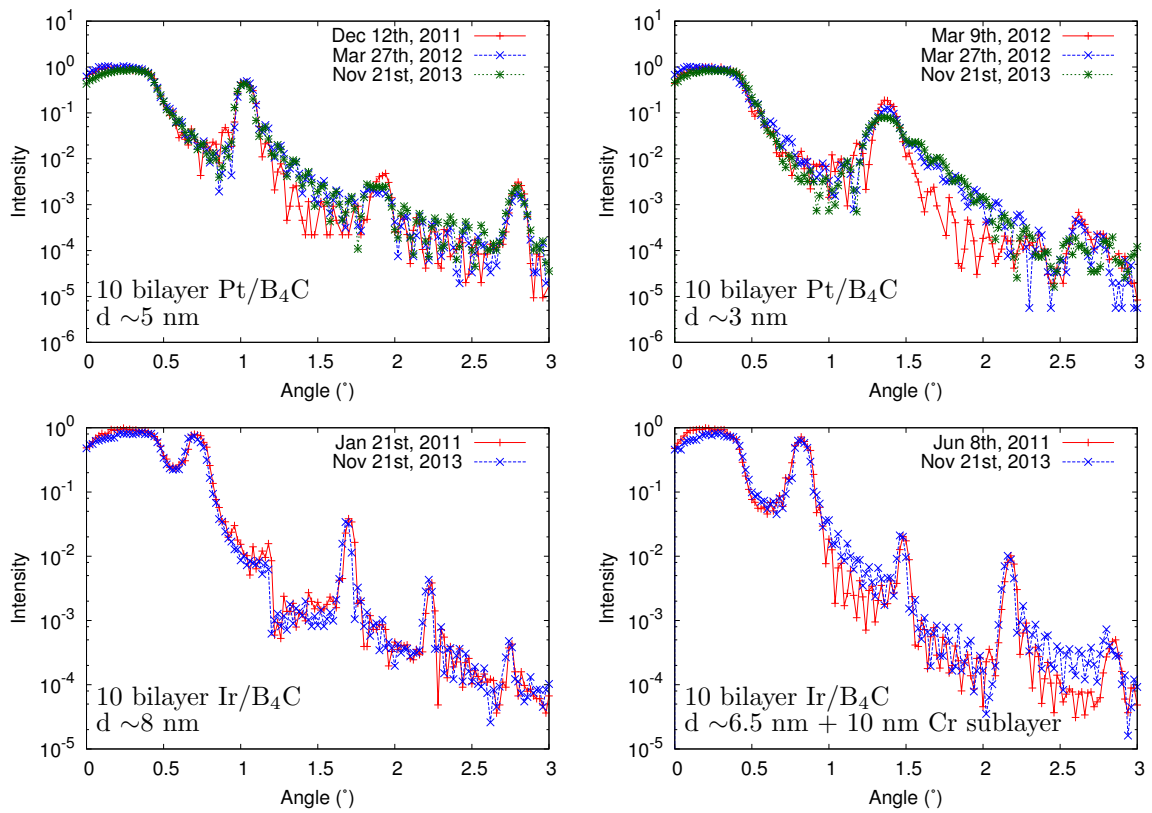 10^1
10^0
10^-1
10^-2
10^-3
10^-4
10^-5
10^-6
Intensity
0 0.5 1 1.5 2 2.5 3
Angle (°)
Dec 12th, 2011
Mar 27th, 2012
Nov 21st, 2013
10 bilayer Pt/B₄C
d ~5 nm
10^1
10^0
10^-1
10^-2
10^-3
10^-4
10^-5
10^-6
Intensity
0 0.5 1 1.5 2 2.5 3
Angle (°)
Mar 9th, 2012
Mar 27th, 2012
Nov 21st, 2013
10 bilayer Pt/B₄C
d ~3 nm
10^0
10^-1
10^-2
10^-3
10^-4
10^-5
Intensity
0 0.5 1 1.5 2 2.5 3
Angle (°)
Jan 21st, 2011
Nov 21st, 2013
10 bilayer Ir/B₄C
d ~8 nm
10^0
10^-1
10^-2
10^-3
10^-4
10^-5
Intensity
0 0.5 1 1.5 2 2.5 3
Angle (°)
Jun 8th, 2011
Nov 21st, 2013
10 bilayer Ir/B₄C
d ~6.5 nm + 10 nm Cr sublayer